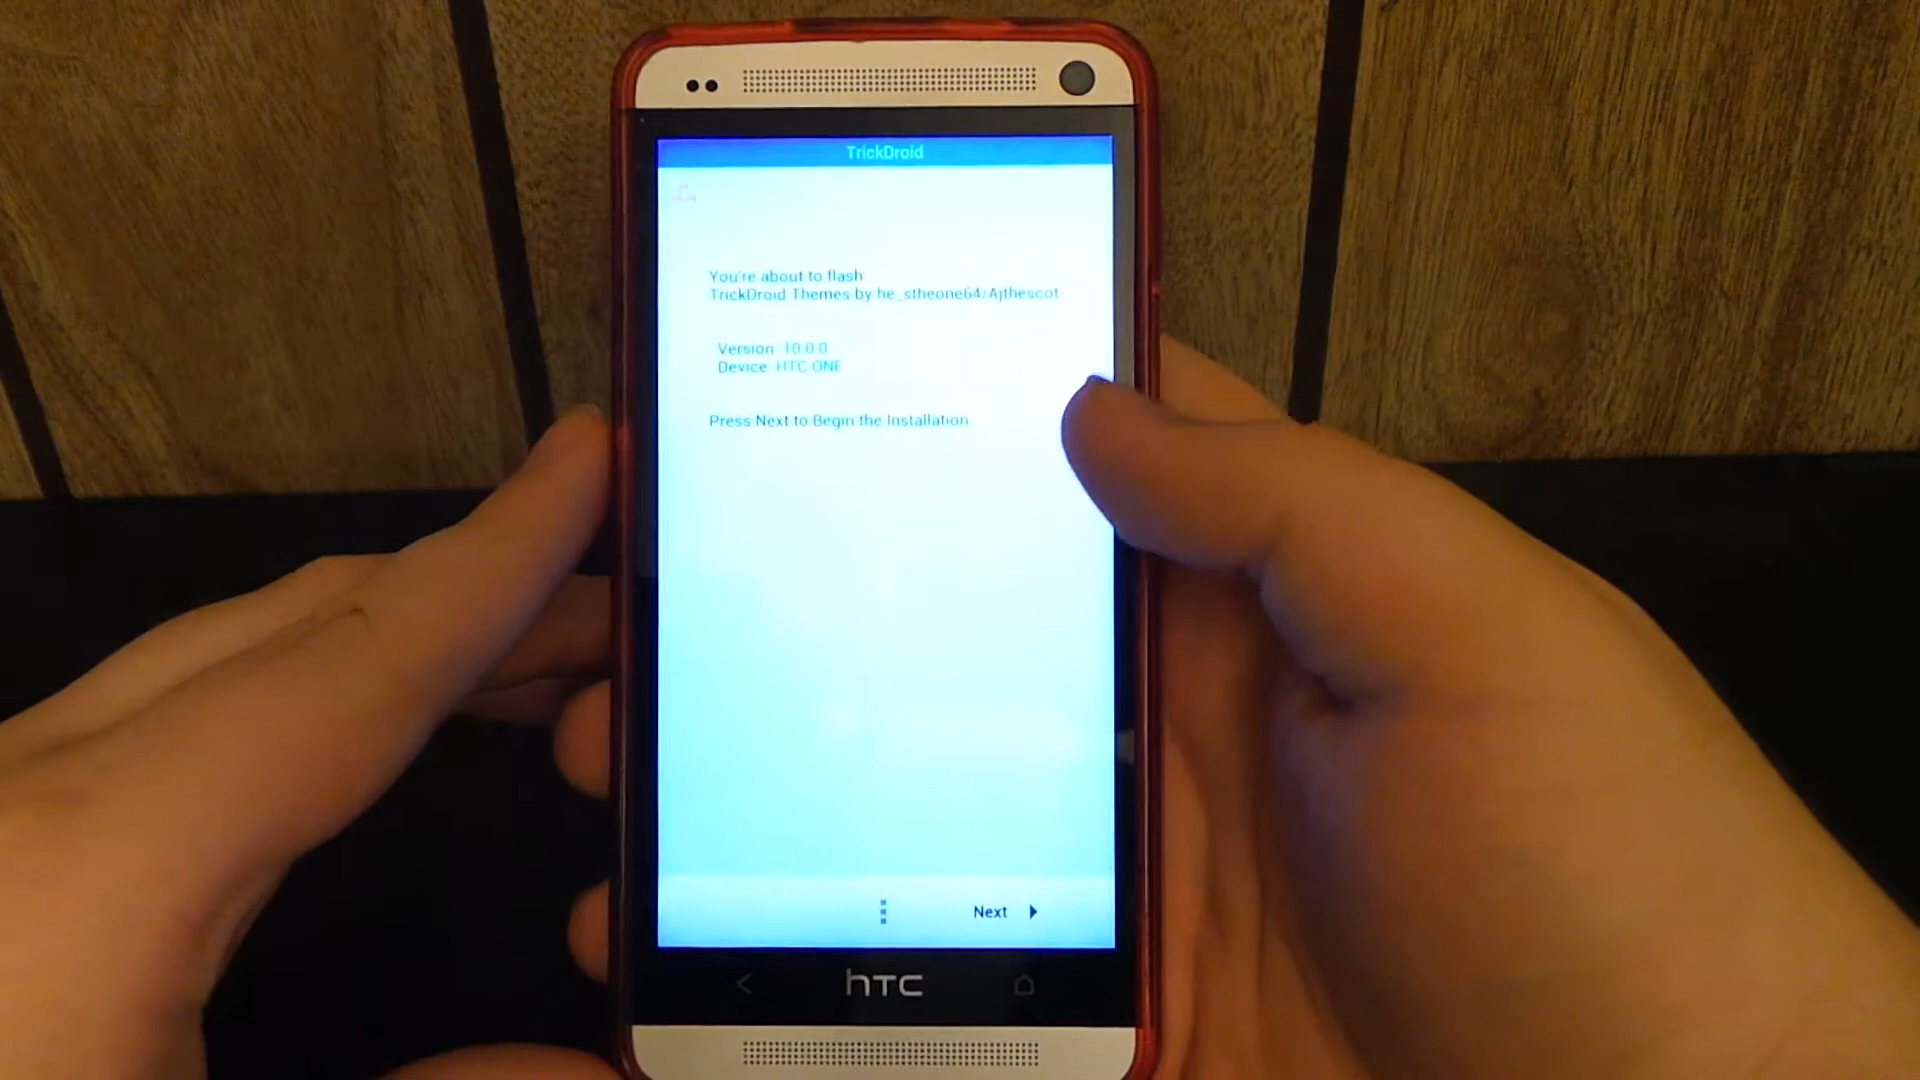 TrickDroid
You're about to flash
TrickDroid Themes by he_stheone64/Ajthescot
Version: 10.0.0
Device: HTC ONE
Press Next to Begin the Installation
Next
hTC